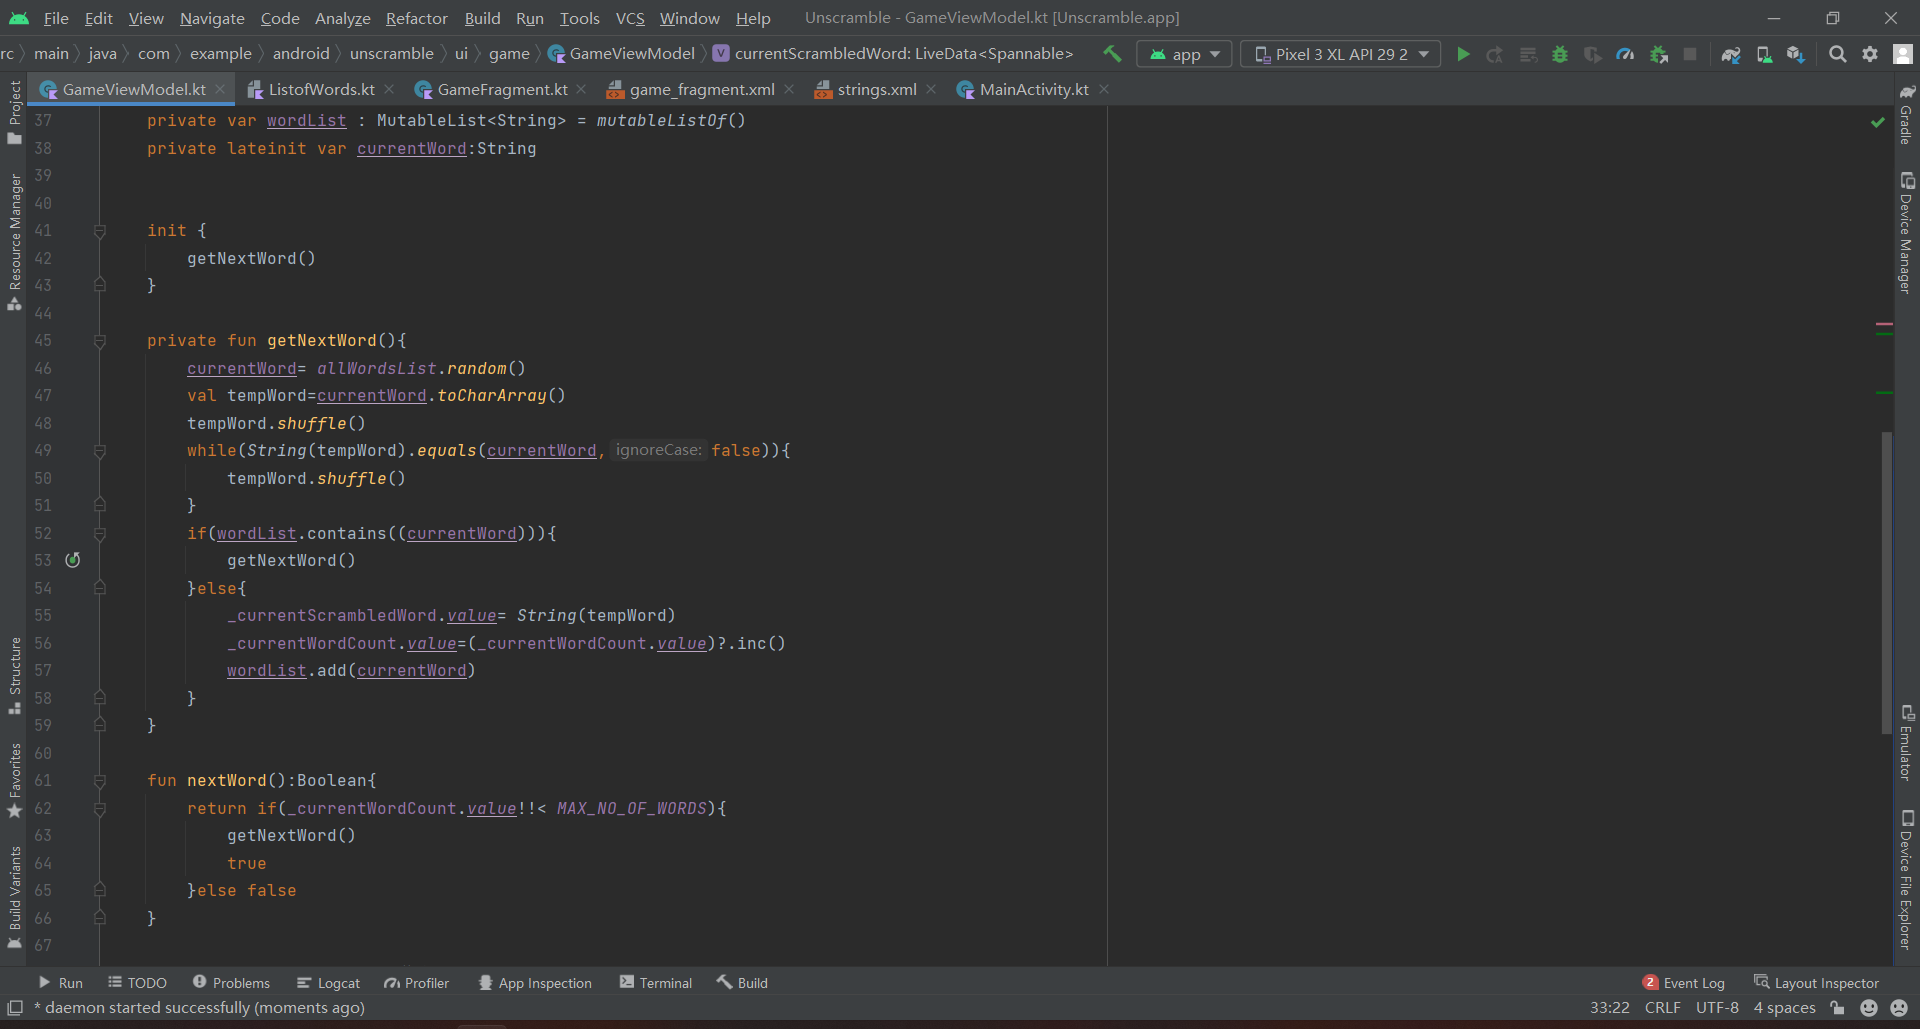 File Edit View Navigate Code Analyze Refactor Build Run Tools VCS Window Help Unscramble - GameViewModel.kt [Unscramble.app]
rc main java com example android unscramble ui game GameViewModel currentScrambledWord: LiveData<Spannable> app Pixel 3 XL API 29 2
GameViewModel.kt ListofWords.kt GameFragment.kt game_fragment.xml strings.xml MainActivity.kt
Project
Resource Manager
Structure
Favorites
Build Variants
37 private var wordList : MutableList<String> = mutableListOf()
38 private lateinit var currentWord:String
39
40
41 init {
42 getNextWord()
43 }
44
45 private fun getNextWord(){
46 currentWord= allWordsList.random()
47 val tempWord=currentWord.toCharArray()
48 tempWord.shuffle()
49 while(String(tempWord).equals(currentWord, ignoreCase: false)){
50 tempWord.shuffle()
51 }
52 if(wordList.contains((currentWord))){
53 getNextWord()
54 }else{
55 _currentScrambledWord.value= String(tempWord)
56 _currentWordCount.value=(_currentWordCount.value)?.inc()
57 wordList.add(currentWord)
58 }
59 }
60
61 fun nextWord():Boolean{
62 return if(_currentWordCount.value!!< MAX_NO_OF_WORDS){
63 getNextWord()
64 true
65 }else false
66 }
67
Gradle
Device Manager
Emulator
Device File Explorer
Run TODO Problems Logcat Profiler App Inspection Terminal Build 2 Event Log Layout Inspector
* daemon started successfully (moments ago) 33:22 CRLF UTF-8 4 spaces